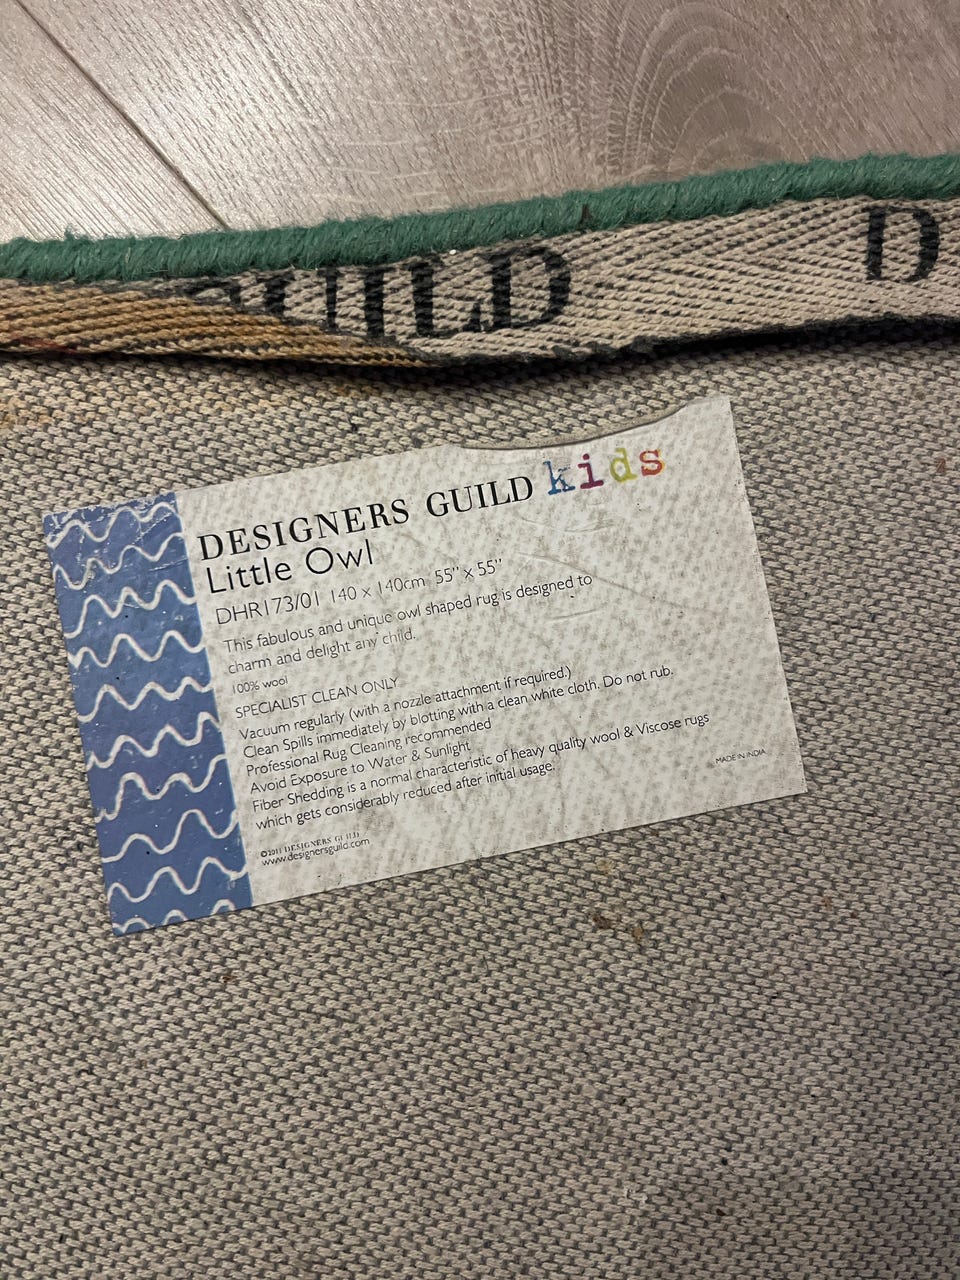 GUILD
D
DESIGNERS GUILD kids
Little Owl
DHR173/01 140 x 140cm 55" x 55"
This fabulous and unique owl shaped rug is designed to
charm and delight any child.
100% wool
SPECIALIST CLEAN ONLY
Vacuum regularly (with a nozzle attachment if required.)
Clean Spills immediately by blotting with a clean white cloth. Do not rub.
Professional Rug Cleaning recommended
Avoid Exposure to Water & Sunlight
Fiber Shedding is a normal characteristic of heavy quality wool & Viscose rugs
which gets considerably reduced after initial usage.
MADE IN INDIA
©2011 DESIGNERS GUILD
www.designersguild.com